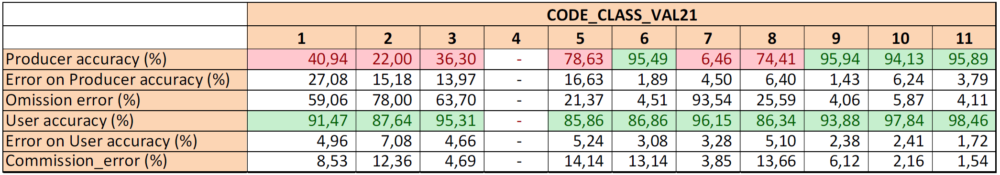 CODE_CLASS_VAL21
1 2 3 4 5 6 7 8 9 10 11
Producer accuracy (%) 40,94 22,00 36,30 - 78,63 95,49 6,46 74,41 95,94 94,13 95,89
Error on Producer accuracy (%) 27,08 15,18 13,97 - 16,63 1,89 4,50 6,40 1,43 6,24 3,79
Omission error (%) 59,06 78,00 63,70 - 21,37 4,51 93,54 25,59 4,06 5,87 4,11
User accuracy (%) 91,47 87,64 95,31 - 85,86 86,86 96,15 86,34 93,88 97,84 98,46
Error on User accuracy (%) 4,96 7,08 4,66 - 5,24 3,08 3,28 5,10 2,38 2,41 1,72
Commission_error (%) 8,53 12,36 4,69 - 14,14 13,14 3,85 13,66 6,12 2,16 1,54